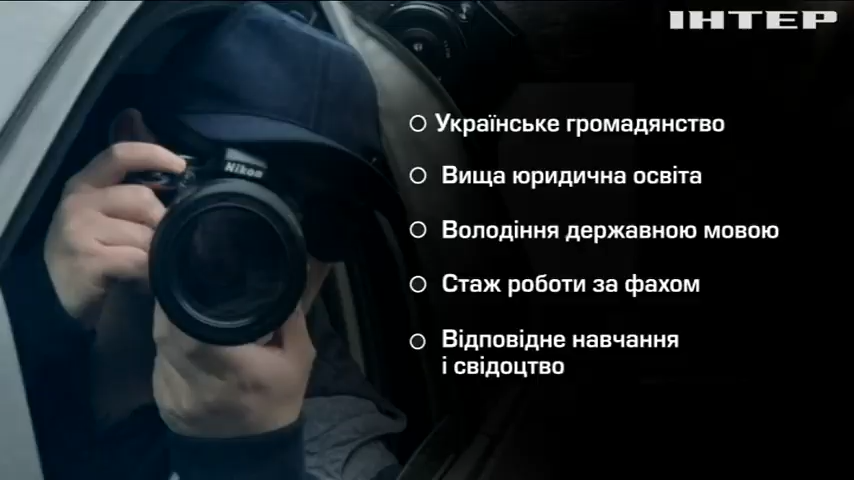 ІНТЕР
Nikon
Українське громадянство
Вища юридична освіта
Володіння державною мовою
Стаж роботи за фахом
Відповідне навчання
і свідоцтво